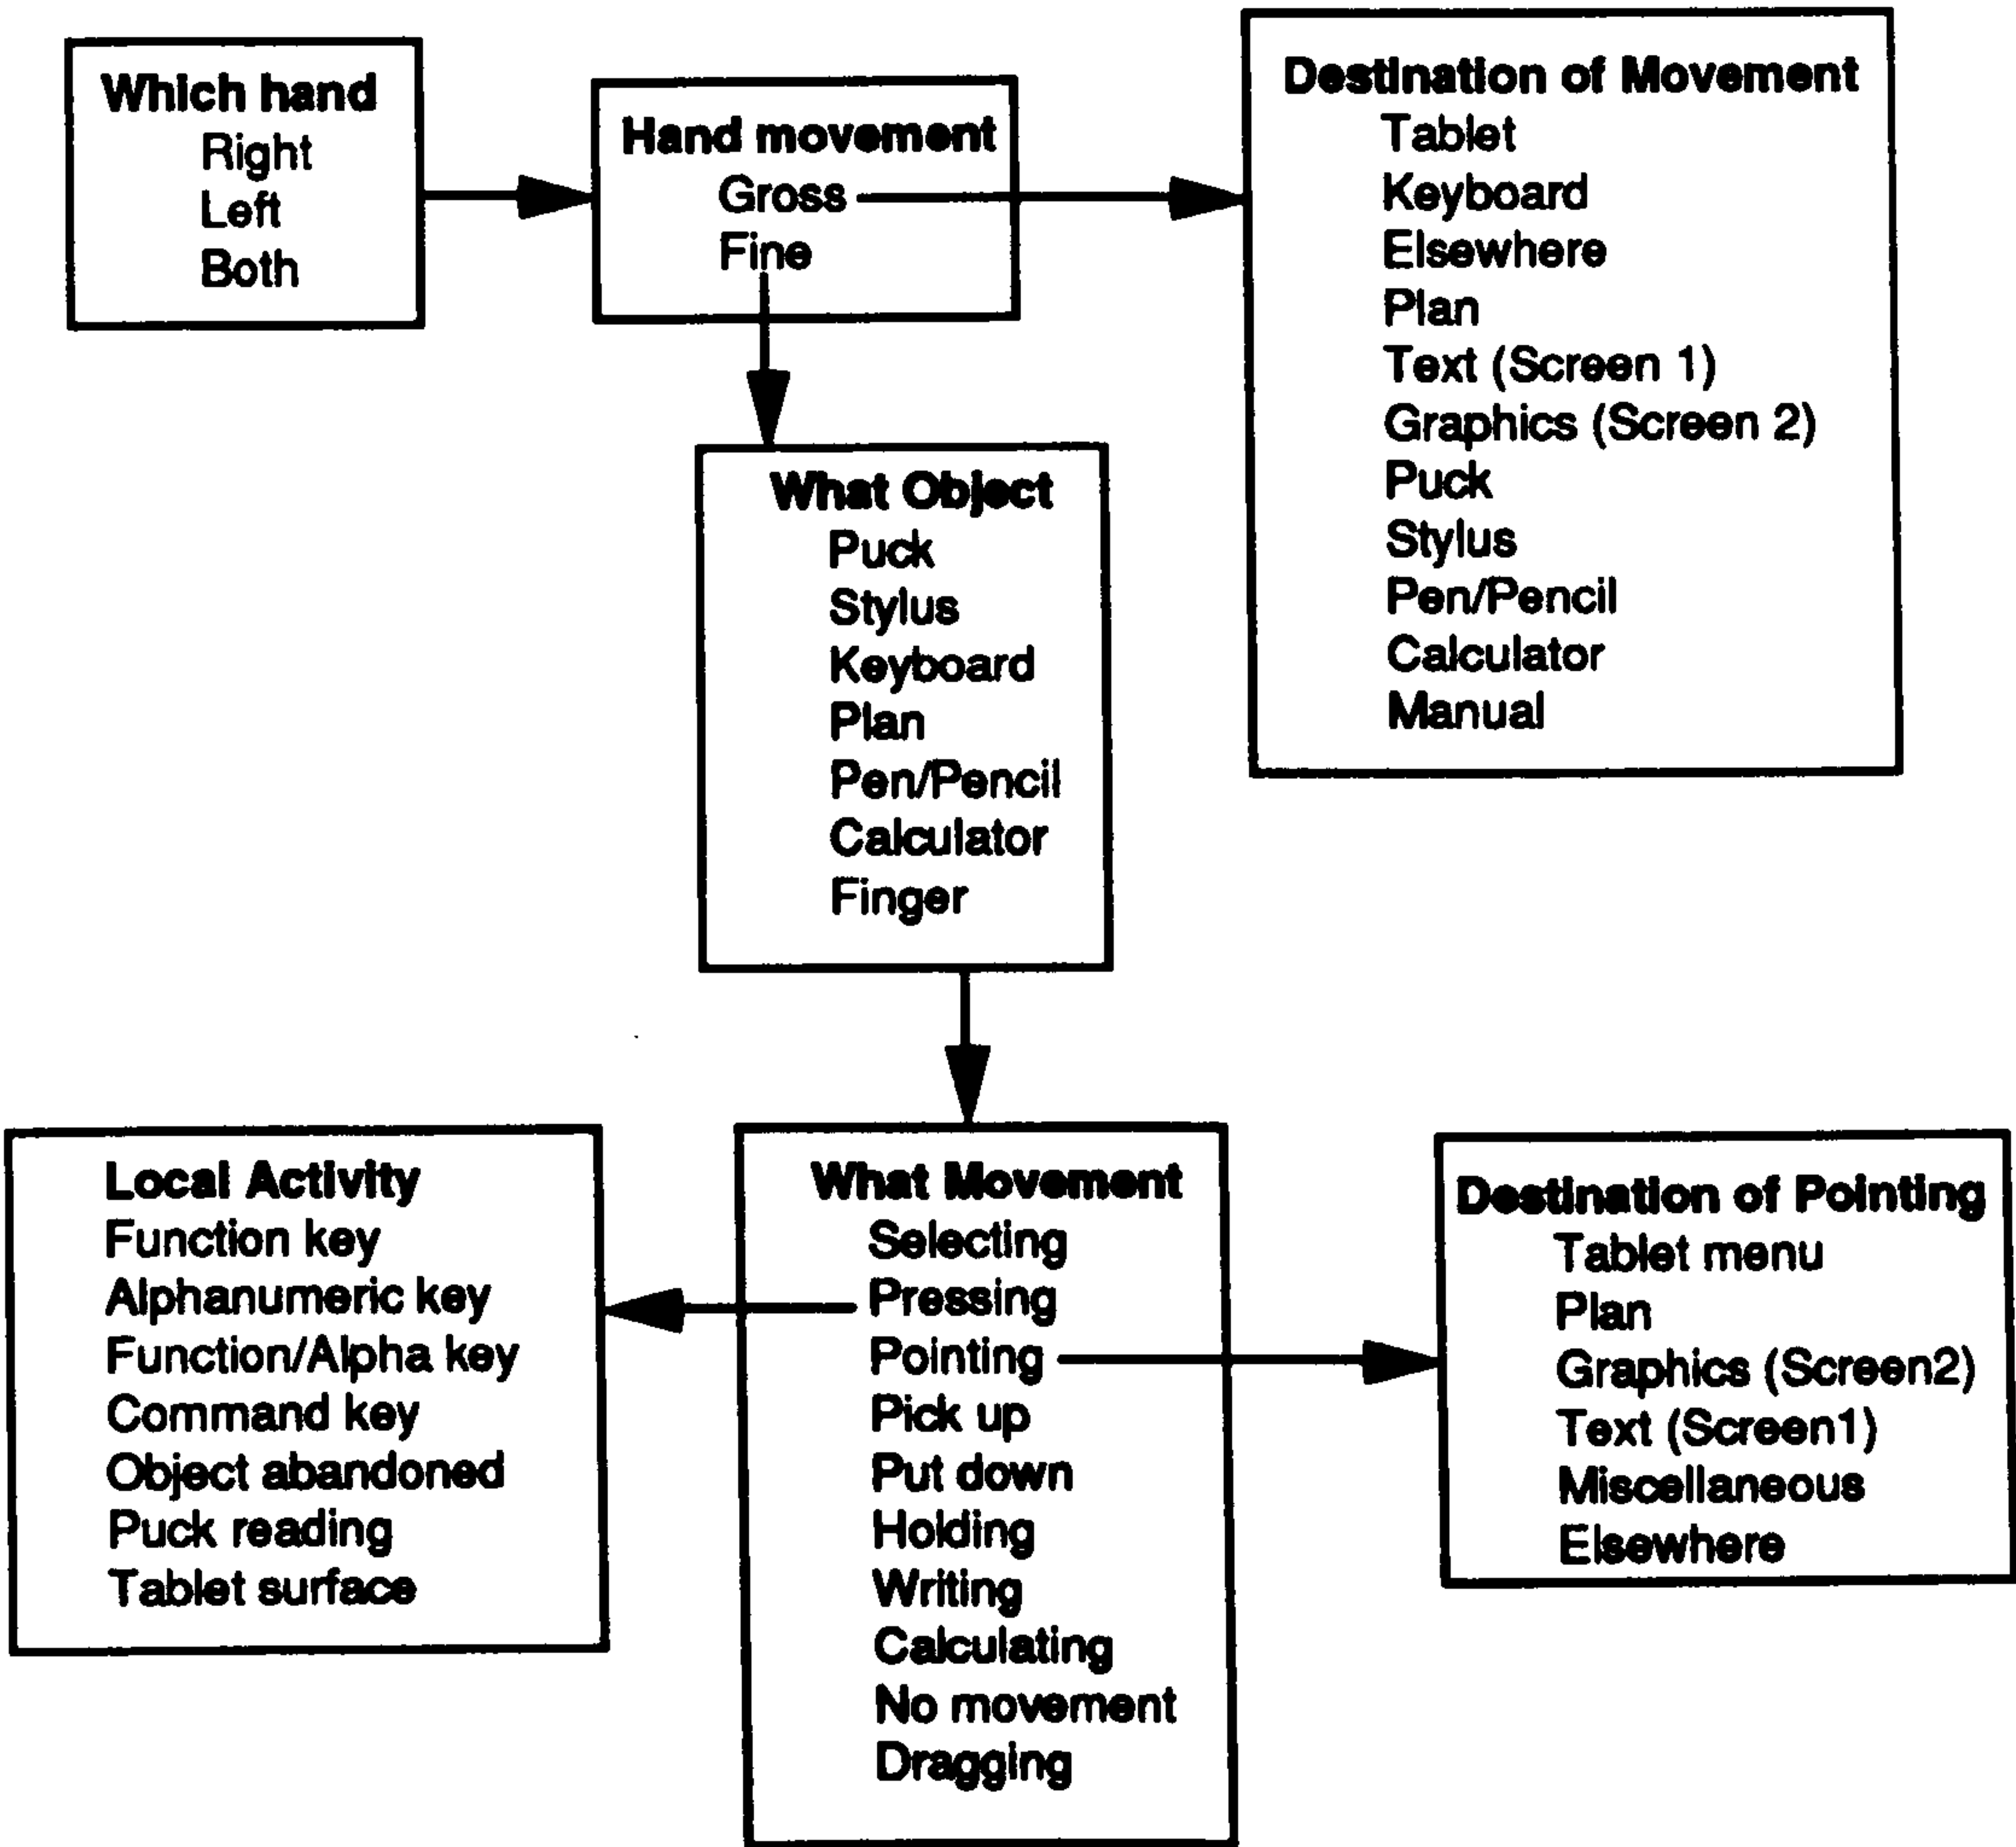 Which hand
Right
Left
Both
Hand movement
Gross
Fine
Destination of Movement
Tablet
Keyboard
Elsewhere
Plan
Text (Screen 1)
Graphics (Screen 2)
Puck
Stylus
Pen/Pencil
Calculator
Manual
What Object
Puck
Stylus
Keyboard
Plan
Pen/Pencil
Calculator
Finger
Local Activity
Function key
Alphanumeric key
Function/Alpha key
Command key
Object abandoned
Puck reading
Tablet surface
What Movement
Selecting
Pressing
Pointing
Pick up
Put down
Holding
Writing
Calculating
No movement
Dragging
Destination of Pointing
Tablet menu
Plan
Graphics (Screen2)
Text (Screen1)
Miscellaneous
Elsewhere